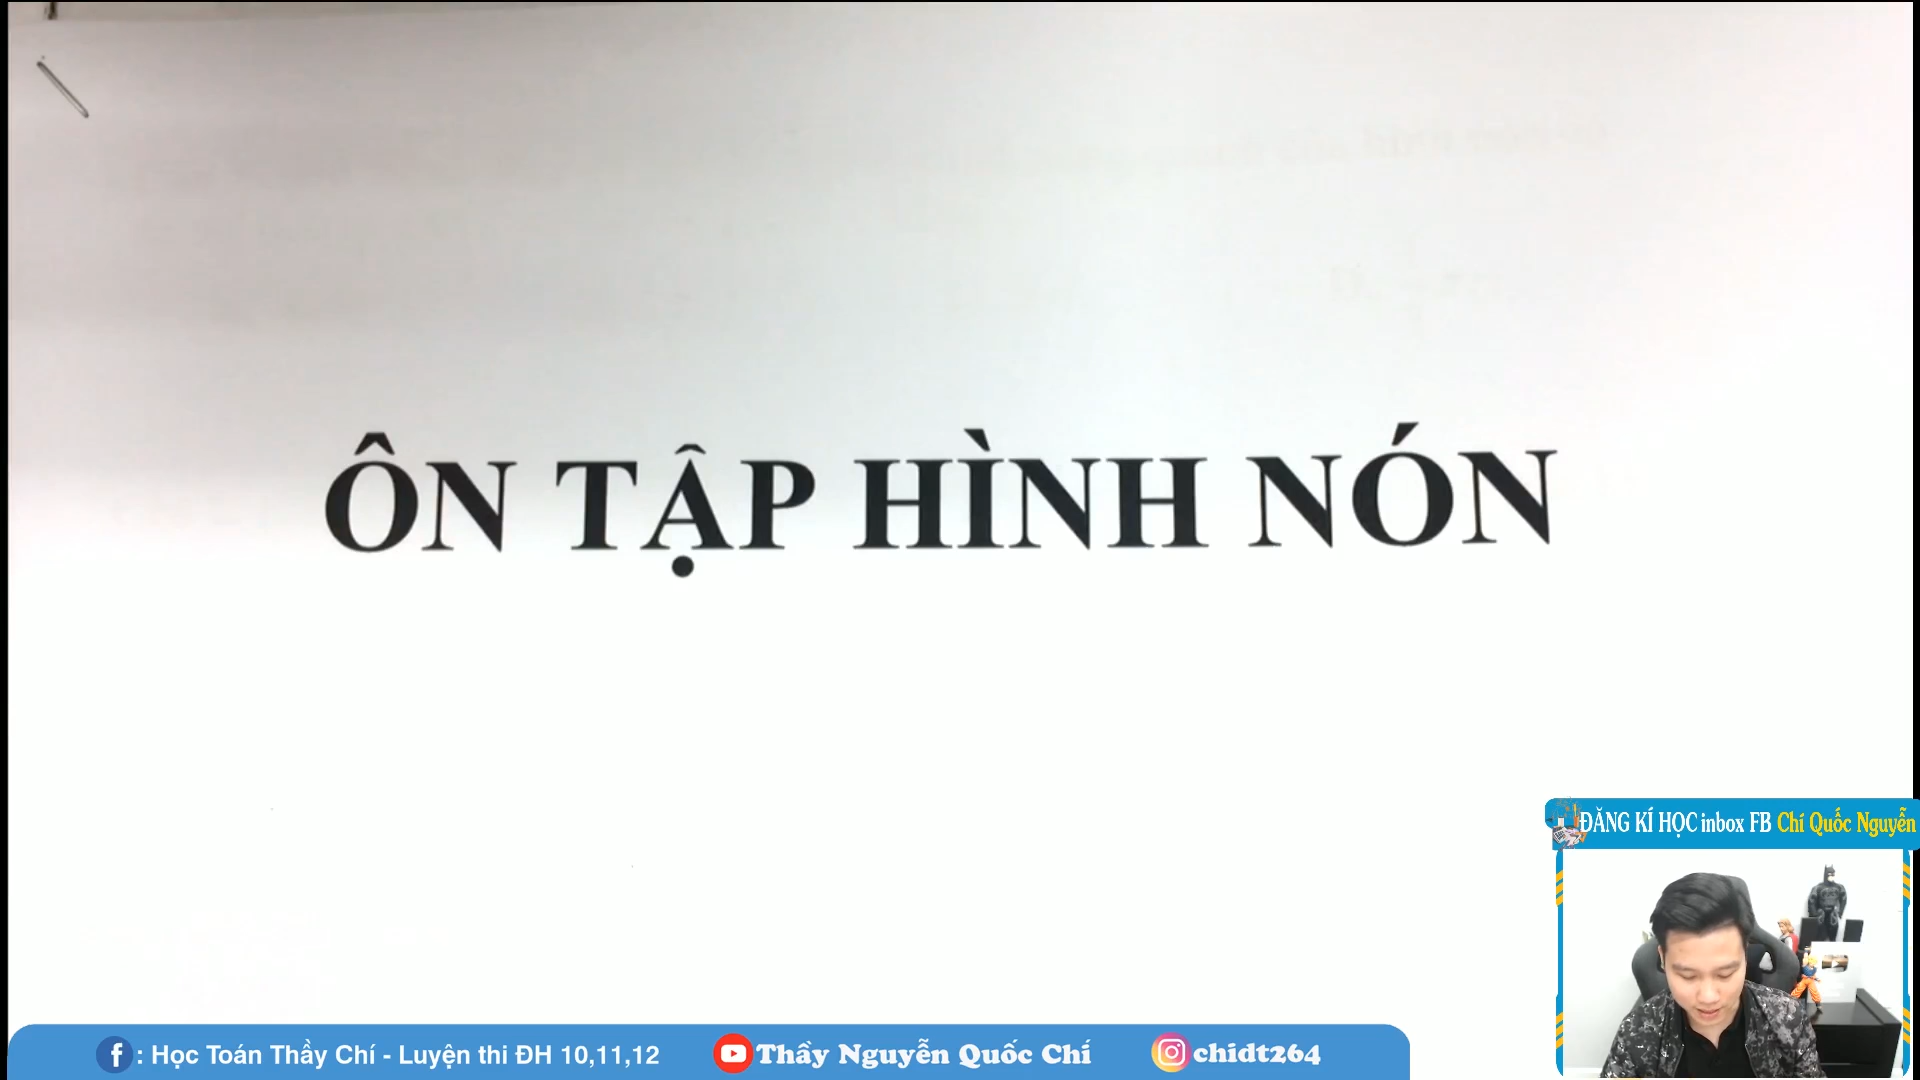 ÔN TẬP HÌNH NÓN
ĐĂNG KÍ HỌC inbox FB Chí Quốc Nguyễn
: Học Toán Thầy Chí - Luyện thi ĐH 10,11,12
Thầy Nguyễn Quốc Chí
chidt264